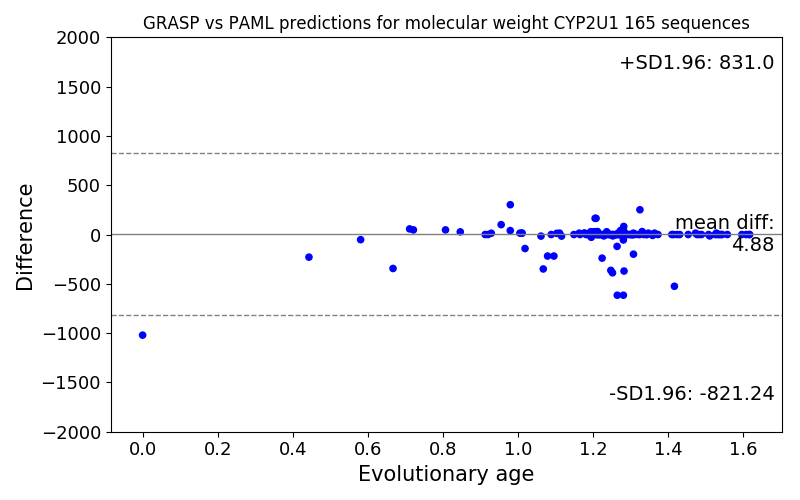 GRASP vs PAML predictions for molecular weight CYP2U1 165 sequences
2000
+SD1.96: 831.0
1500
1000
500
mean diff:
0
4.88
−500
−1000
−1500
-SD1.96: -821.24
−2000
Difference
0.0 0.2 0.4 0.6 0.8 1.0 1.2 1.4 1.6
Evolutionary age